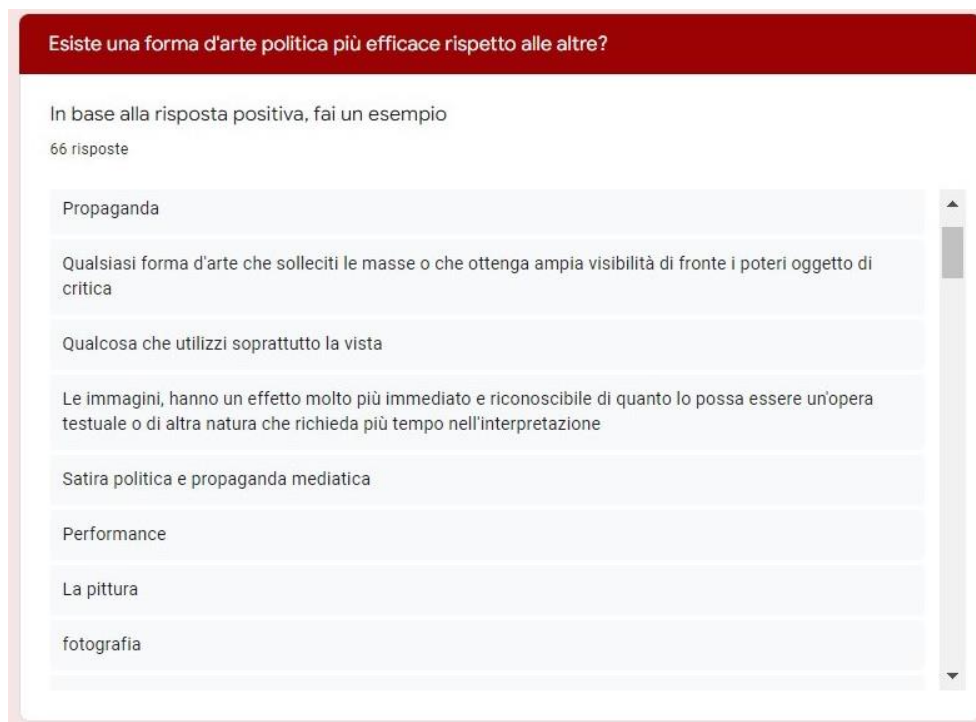 Esiste una forma d'arte politica più efficace rispetto alle altre?
In base alla risposta positiva, fai un esempio
66 risposte
Propaganda
Qualsiasi forma d'arte che solleciti le masse o che ottenga ampia visibilità di fronte i poteri oggetto di
critica
Qualcosa che utilizzi soprattutto la vista
Le immagini, hanno un effetto molto più immediato e riconoscibile di quanto lo possa essere un'opera
testuale o di altra natura che richieda più tempo nell'interpretazione
Satira politica e propaganda mediatica
Performance
La pittura
fotografia